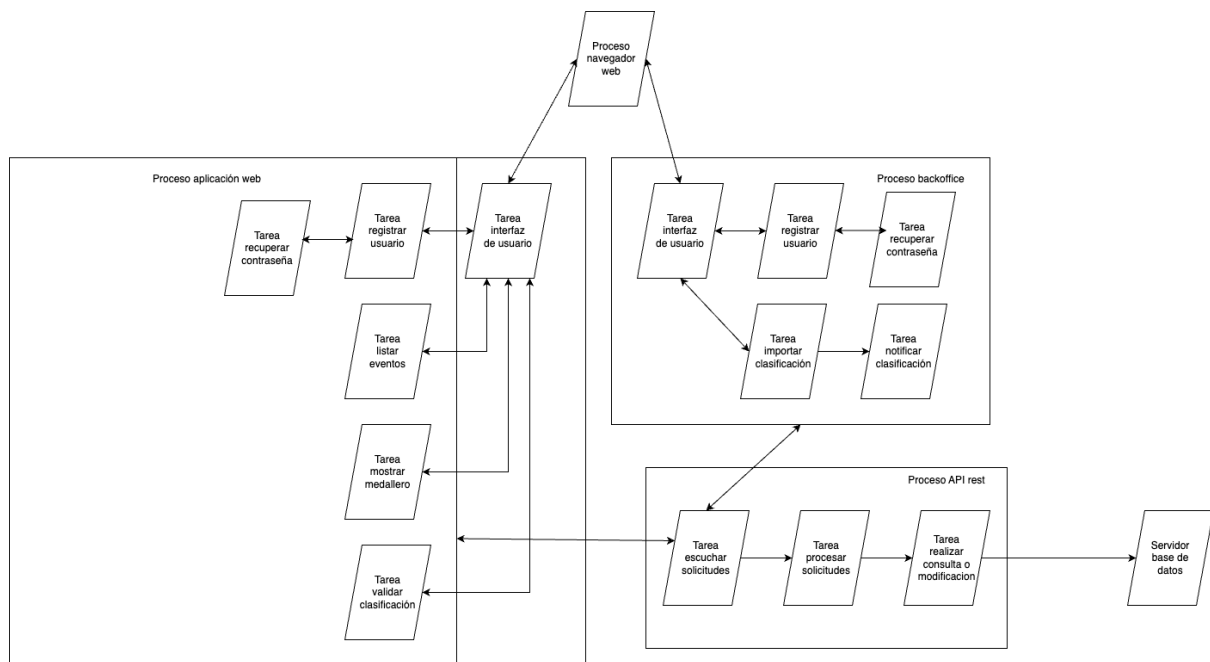 Proceso
navegador
web
Proceso aplicación web
Tarea
recuperar
contraseña
Tarea
registrar
usuario
Tarea
interfaz
de usuario
Tarea
listar
eventos
Tarea
mostrar
medallero
Tarea
validar
clasificación
Proceso backoffice
Tarea
interfaz
de usuario
Tarea
registrar
usuario
Tarea
recuperar
contraseña
Tarea
importar
clasificación
Tarea
notificar
clasificación
Proceso API rest
Tarea
escuchar
solicitudes
Tarea
procesar
solicitudes
Tarea
realizar
consulta o
modificacion
Servidor
base de
datos